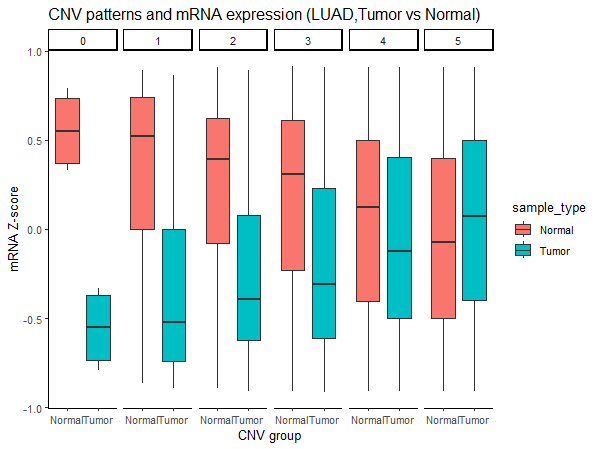 CNV patterns and mRNA expression (LUAD,Tumor vs Normal)
0 1 2 3 4 5
1.0
0.5
0.0
-0.5
-1.0
mRNA Z-score
NormalTumor NormalTumor NormalTumor NormalTumor NormalTumor NormalTumor
CNV group
sample_type
Normal
Tumor